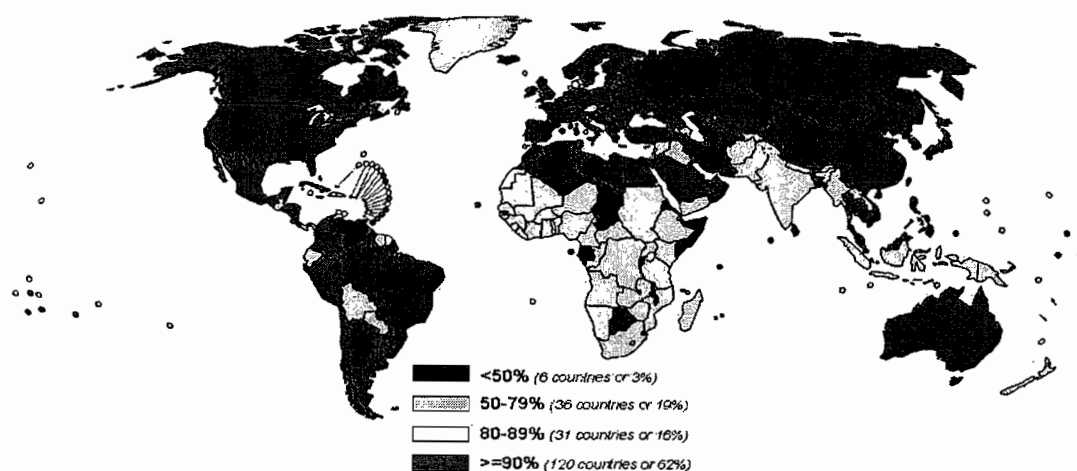 <50% (6 countries or 3%)
50-79% (36 countries or 19%)
80-89% (31 countries or 16%)
>=90% (120 countries or 62%)